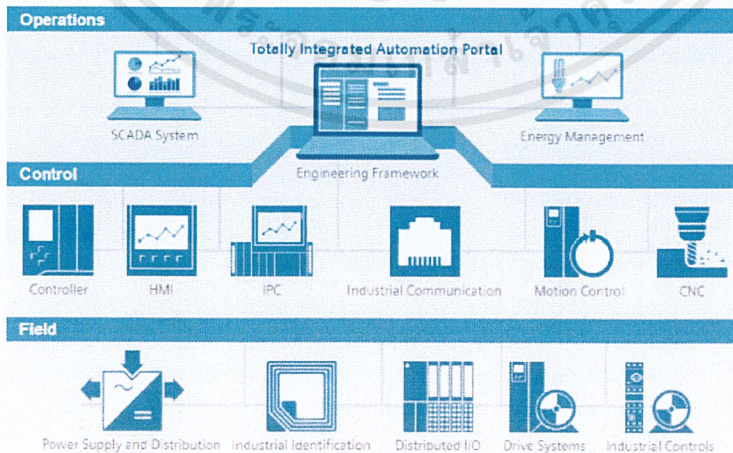 Operations
Totally Integrated Automation Portal
SCADA System
Energy Management
Engineering Framework
Control
Controller
HMI
IPC
Industrial Communication
Motion Control
CNC
Field
Power Supply and Distribution
Industrial Identification
Distributed I/O
Drive Systems
Industrial Controls